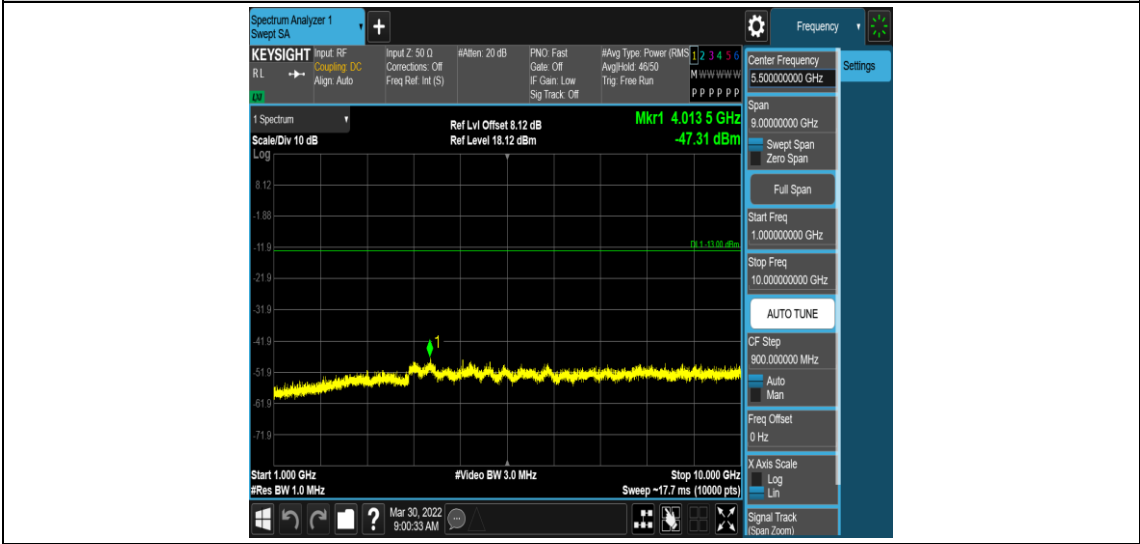 Spectrum Analyzer 1
Swept SA
+
Frequency
KEYSIGHT
RL
Input: RF
Coupling: DC
Align: Auto
Input Z: 50 Ω
Corrections: Off
Freq Ref: Int (S)
#Atten: 20 dB
PNO: Fast
Gate: Off
IF Gain: Low
Sig Track: Off
#Avg Type: Power (RMS
Avg|Hold: 46/50
Trig: Free Run
1 2 3 4 5 6
M W W W W W
P P P P P P
1 Spectrum
Scale/Div 10 dB
Log
Ref Lvl Offset 8.12 dB
Ref Level 18.12 dBm
Mkr1 4.013 5 GHz
-47.31 dBm
8.12
-1.88
-11.9
DL1 -13.00 dBm
-21.9
-31.9
-41.9
1
-51.9
-61.9
-71.9
Start 1.000 GHz
#Res BW 1.0 MHz
#Video BW 3.0 MHz
Stop 10.000 GHz
Sweep ~17.7 ms (10000 pts)
Mar 30, 2022
9:00:33 AM
Center Frequency
5.500000000 GHz
Settings
Span
9.00000000 GHz
Swept Span
Zero Span
Full Span
Start Freq
1.000000000 GHz
Stop Freq
10.000000000 GHz
AUTO TUNE
CF Step
900.000000 MHz
Auto
Man
Freq Offset
0 Hz
X Axis Scale
Log
Lin
Signal Track
(Span Zoom)